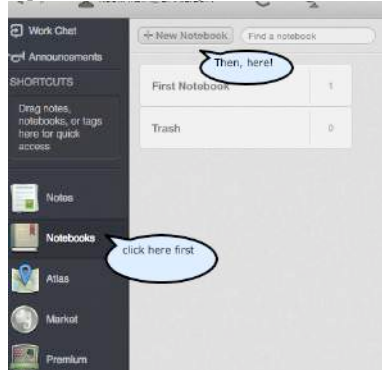 Work Chat
Announcements
SHORTCUTS
Drag notes,
notebooks, or tags
here for quick
access
Notes
Notebooks
Atlas
Market
Premium
+ New Notebook
Find a notebook
Then, here!
First Notebook 1
Trash 0
click here first